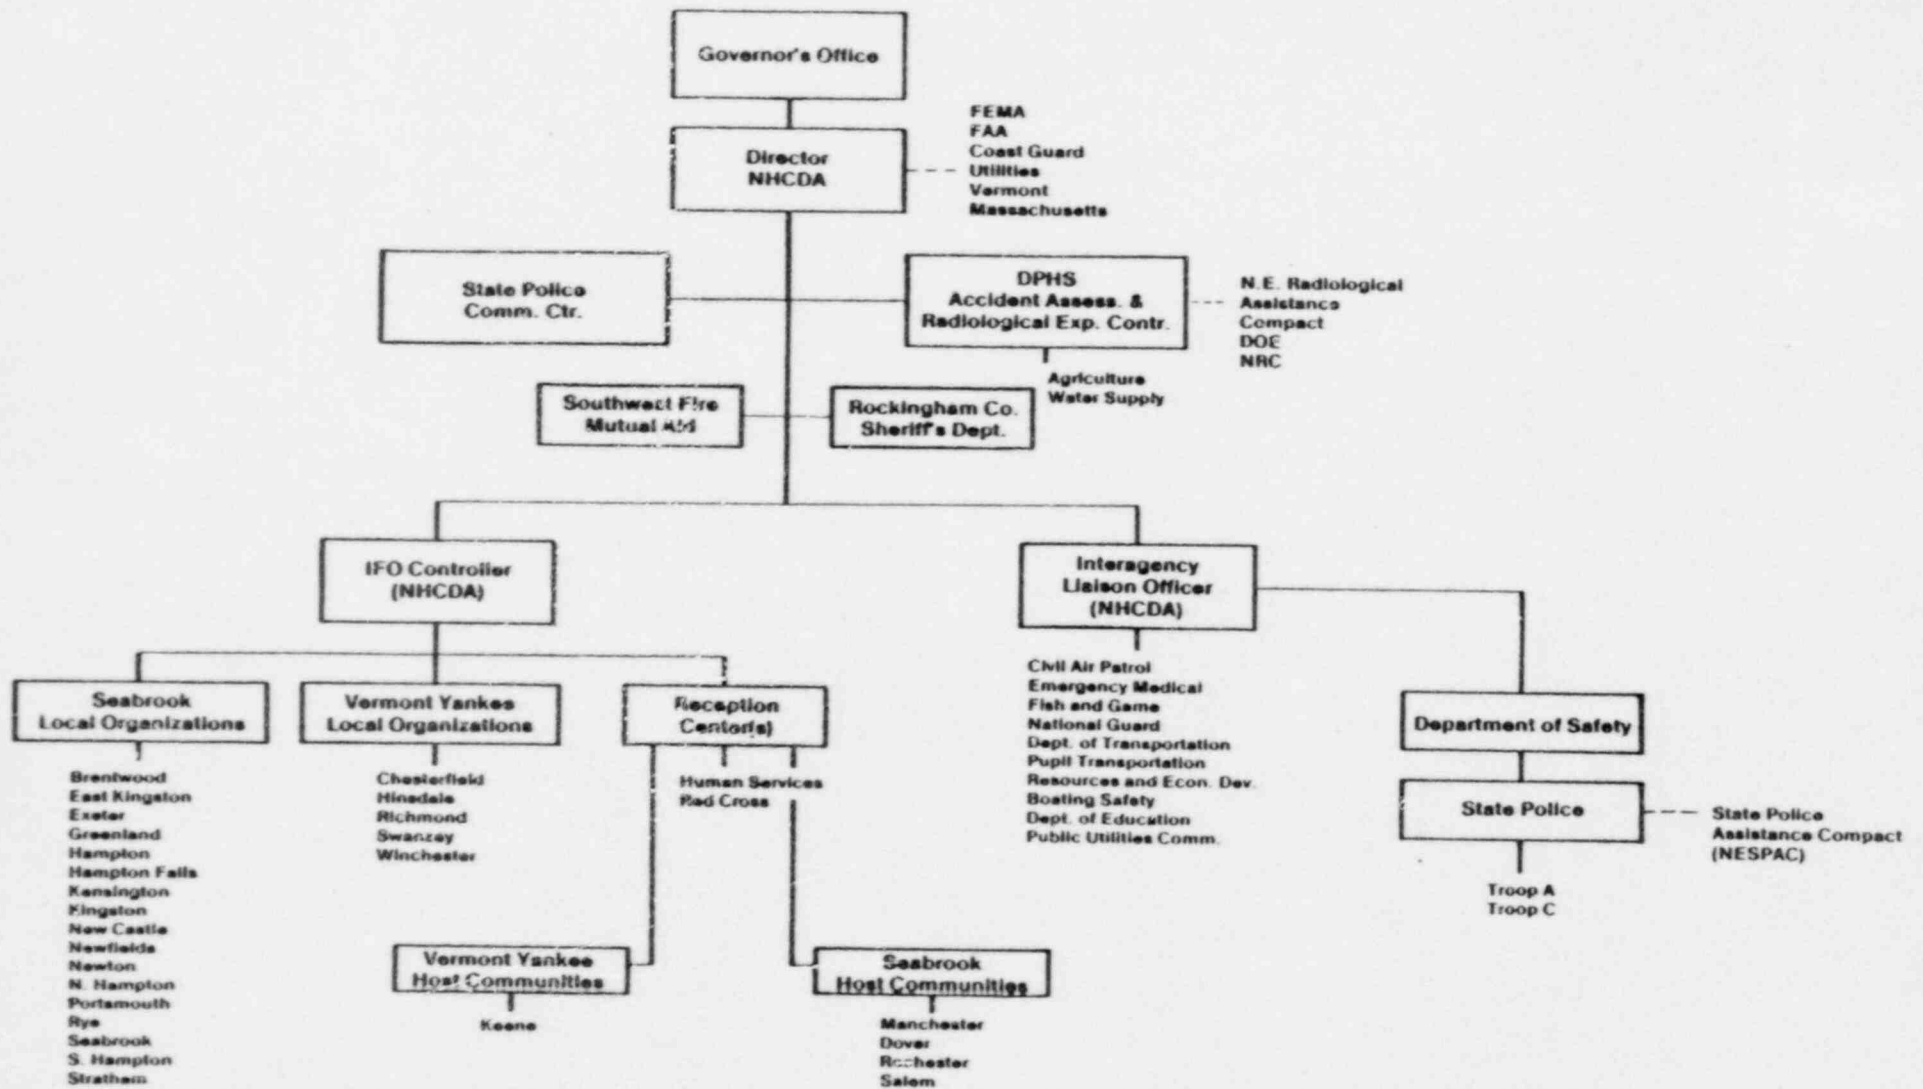 Governor's Office
Director
NHCDA
FEMA
FAA
Coast Guard
Utilities
Vermont
Massachusetts
State Police
Comm. Ctr.
DPHS
Accident Assess. &
Radiological Exp. Contr.
N.E. Radiological
Assistance
Compact
DOE
NRC
Agriculture
Water Supply
Southwest Fire
Mutual Aid
Rockingham Co.
Sheriff's Dept.
IFO Controller
(NHCDA)
Interagency
Liaison Officer
(NHCDA)
Seabrook
Local Organizations
Vermont Yankee
Local Organizations
Reception
Center(s)
Civil Air Patrol
Emergency Medical
Fish and Game
National Guard
Dept. of Transportation
Pupil Transportation
Resources and Econ. Dev.
Boating Safety
Dept. of Education
Public Utilities Comm.
Department of Safety
State Police
State Police
Assistance Compact
(NESPAC)
Troop A
Troop C
Brentwood
East Kingston
Exeter
Greenland
Hampton
Hampton Falls
Kensington
Kingston
New Castle
Newfields
Newton
N. Hampton
Portsmouth
Rye
Seabrook
S. Hampton
Stratham
Chesterfield
Hinsdale
Richmond
Swanzey
Winchester
Human Services
Red Cross
Vermont Yankee
Host Communities
Keene
Seabrook
Host Communities
Manchester
Dover
Rochester
Salem